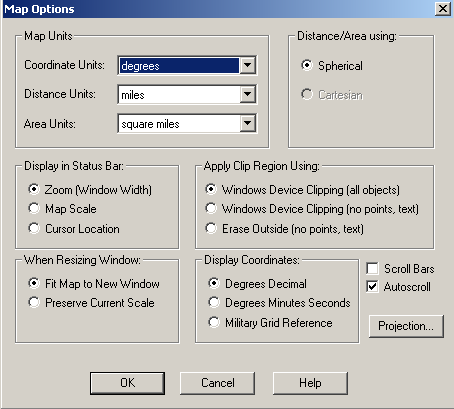 Map Options
Map Units
Coordinate Units: degrees
Distance Units: miles
Area Units: square miles
Distance/Area using:
Spherical
Cartesian
Display in Status Bar:
Zoom (Window Width)
Map Scale
Cursor Location
Apply Clip Region Using:
Windows Device Clipping (all objects)
Windows Device Clipping (no points, text)
Erase Outside (no points, text)
When Resizing Window:
Fit Map to New Window
Preserve Current Scale
Display Coordinates:
Degrees Decimal
Degrees Minutes Seconds
Military Grid Reference
Scroll Bars
Autoscroll
Projection...
OK
Cancel
Help